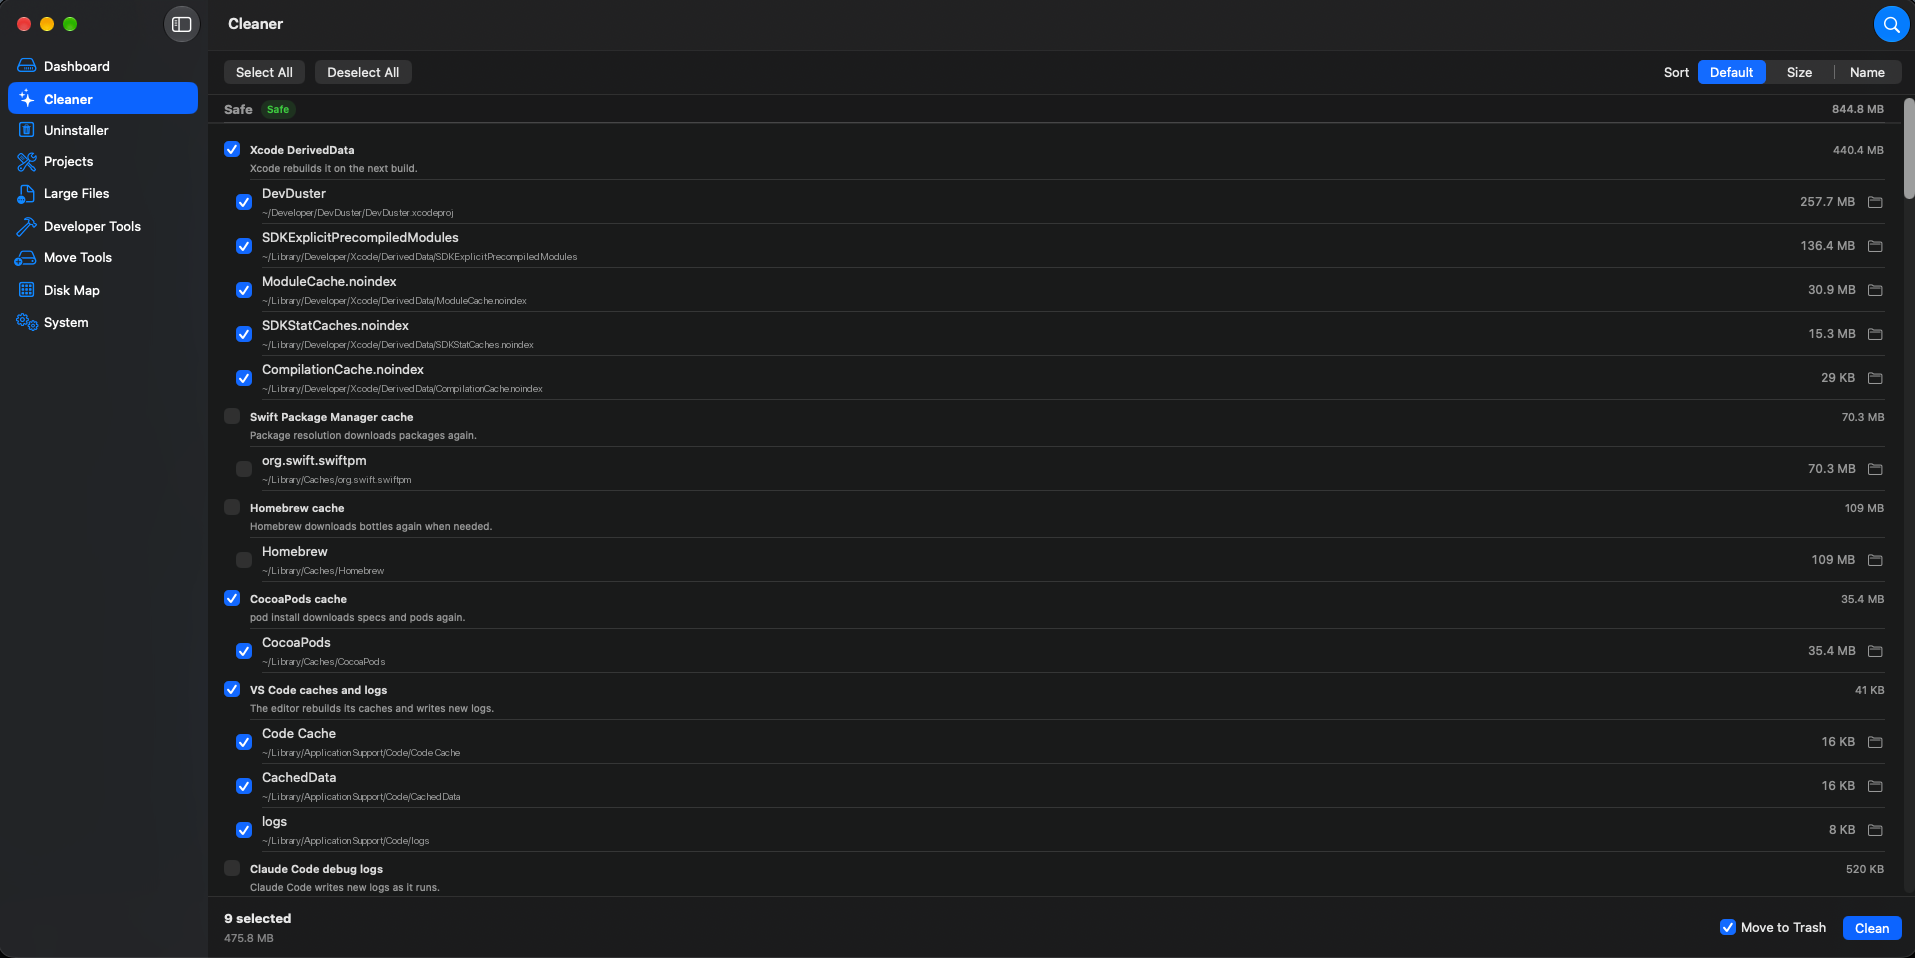 Cleaner
Dashboard
Cleaner
Uninstaller
Projects
Large Files
Developer Tools
Move Tools
Disk Map
System
Select All
Deselect All
Sort
Default
Size
Name
Safe Safe 844.8 MB
Xcode DerivedData 440.4 MB
Xcode rebuilds it on the next build.
DevDuster 257.7 MB
~/Developer/DevDuster/DevDuster.xcodeproj
SDKExplicitPrecompiledModules 136.4 MB
~/Library/Developer/Xcode/DerivedData/SDKExplicitPrecompiledModules
ModuleCache.noindex 30.9 MB
~/Library/Developer/Xcode/DerivedData/ModuleCache.noindex
SDKStatCaches.noindex 15.3 MB
~/Library/Developer/Xcode/DerivedData/SDKStatCaches.noindex
CompilationCache.noindex 29 KB
~/Library/Developer/Xcode/DerivedData/CompilationCache.noindex
Swift Package Manager cache 70.3 MB
Package resolution downloads packages again.
org.swift.swiftpm 70.3 MB
~/Library/Caches/org.swift.swiftpm
Homebrew cache 109 MB
Homebrew downloads bottles again when needed.
Homebrew 109 MB
~/Library/Caches/Homebrew
CocoaPods cache 35.4 MB
pod install downloads specs and pods again.
CocoaPods 35.4 MB
~/Library/Caches/CocoaPods
VS Code caches and logs 41 KB
The editor rebuilds its caches and writes new logs.
Code Cache 16 KB
~/Library/Application Support/Code/Code Cache
CachedData 16 KB
~/Library/Application Support/Code/CachedData
logs 8 KB
~/Library/Application Support/Code/logs
Claude Code debug logs 520 KB
Claude Code writes new logs as it runs.
9 selected
475.8 MB
Move to Trash
Clean